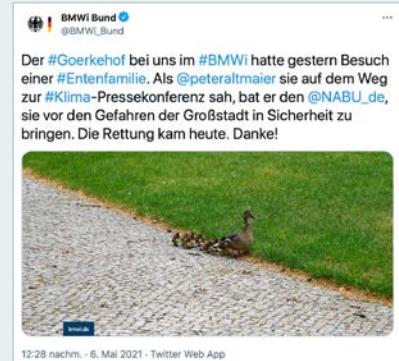 BMWi Bund
@BMWi_Bund
Der #Goerkehof bei uns im #BMWi hatte gestern Besuch
einer #Entenfamilie. Als @peteraltmaier sie auf dem Weg
zur #Klima-Pressekonferenz sah, bat er den @NABU_de,
sie vor den Gefahren der Großstadt in Sicherheit zu
bringen. Die Rettung kam heute. Danke!
bmwi.de
12:28 nachm. · 6. Mai 2021 · Twitter Web App